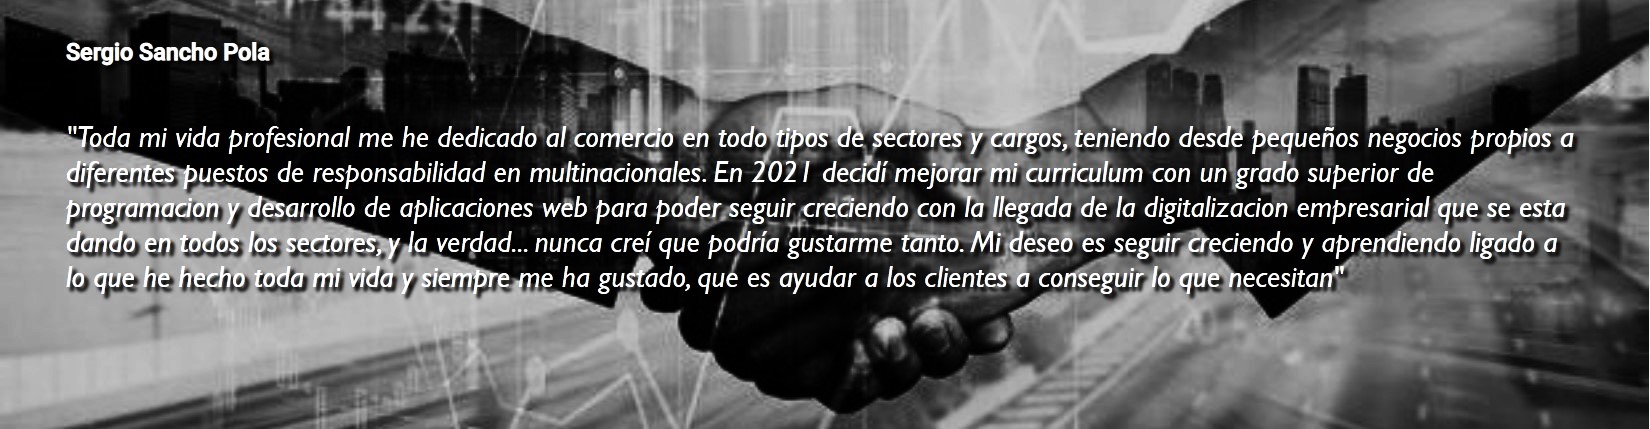 Sergio Sancho Pola
"Toda mi vida profesional me he dedicado al comercio en todo tipos de sectores y cargos, teniendo desde pequeños negocios propios a
diferentes puestos de responsabilidad en multinacionales. En 2021 decidí mejorar mi curriculum con un grado superior de
programacion y desarrollo de aplicaciones web para poder seguir creciendo con la llegada de la digitalizacion empresarial que se esta
dando en todos los sectores, y la verdad... nunca creí que podría gustarme tanto. Mi deseo es seguir creciendo y aprendiendo ligado a
lo que he hecho toda mi vida y siempre me ha gustado, que es ayudar a los clientes a conseguir lo que necesitan"